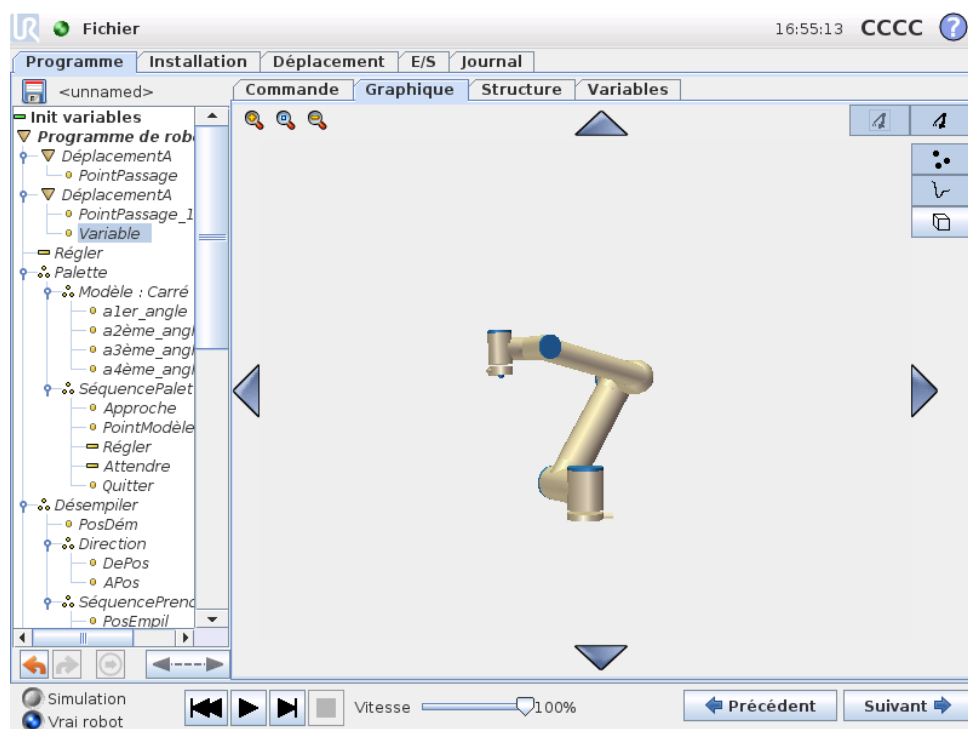 UR Fichier 16:55:13 CCCC ?
Programme Installation Déplacement E/S Journal
<unnamed>
Commande Graphique Structure Variables
Init variables
Programme de rob
DéplacementA
PointPassage
DéplacementA
PointPassage_1
Variable
Régler
Palette
Modèle : Carré
a1er_angle
a2ème_angl
a3ème_angl
a4ème_angl
SéquencePalet
Approche
PointModèle
Régler
Attendre
Quitter
Désempiler
PosDém
Direction
DePos
APos
SéquencePrend
PosEmpil
Simulation
Vrai robot
Vitesse 100%
Précédent Suivant